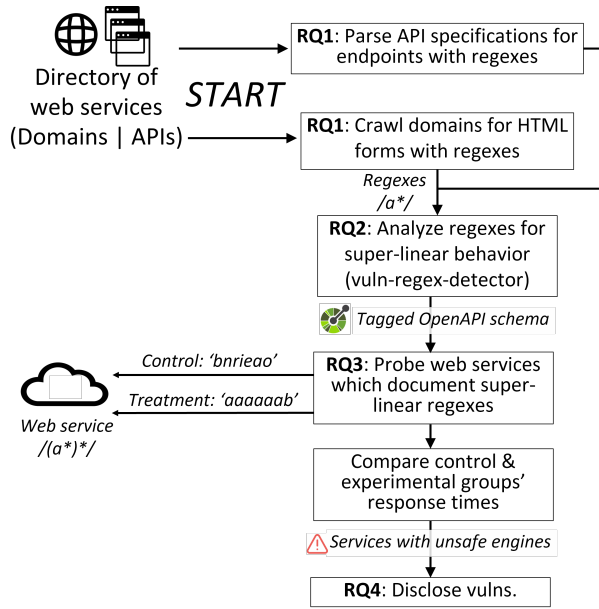 RQ1: Parse API specifications for
endpoints with regexes
Directory of
web services
(Domains | APIs)
START
RQ1: Crawl domains for HTML
forms with regexes
Regexes
/a*/
RQ2: Analyze regexes for
super-linear behavior
(vuln-regex-detector)
Tagged OpenAPI schema
Control: ‘bnrieao’
Treatment: ‘aaaaaab’
RQ3: Probe web services
which document super-
linear regexes
Web service
/(a*)*/
Compare control &
experimental groups’
response times
Services with unsafe engines
RQ4: Disclose vulns.